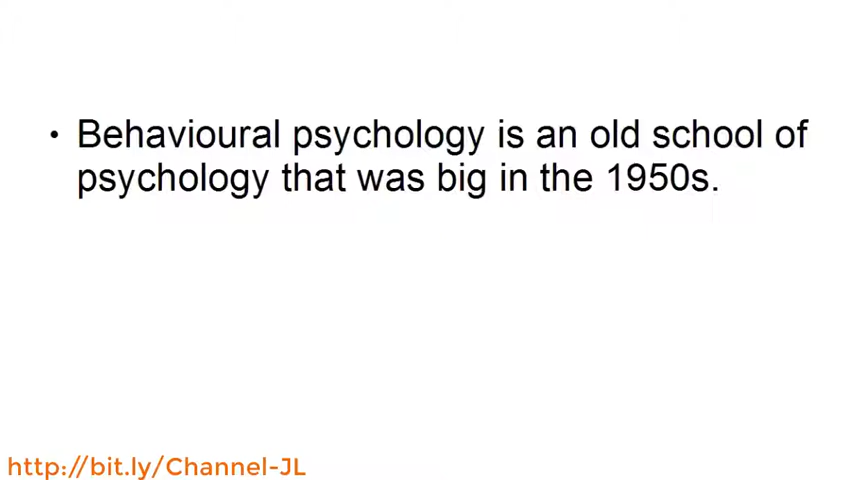 • Behavioural psychology is an old school of
psychology that was big in the 1950s.
http://bit.ly/Channel-JL